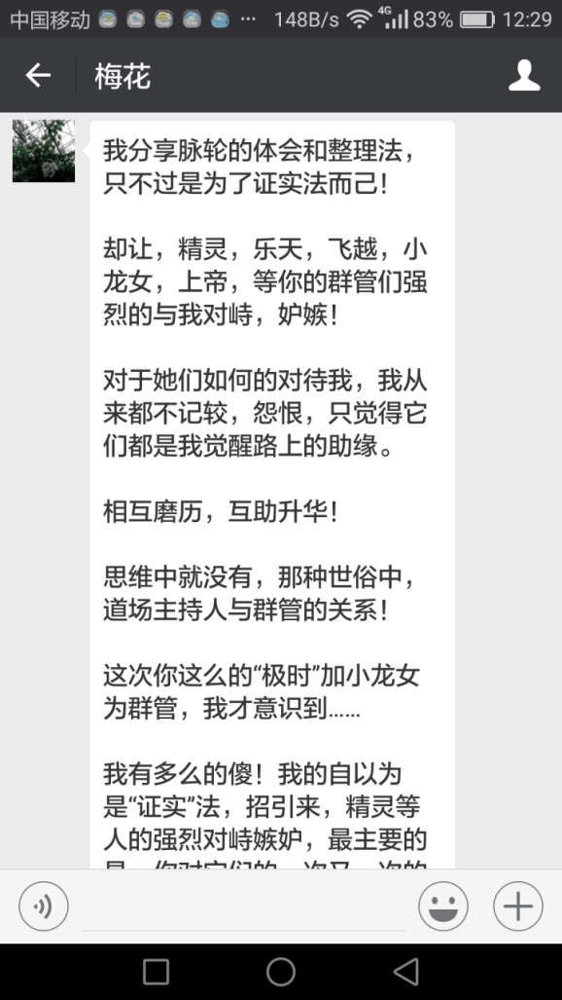 中国移动 ... 148B/s 4G 83% 12:29
梅花
我分享脉轮的体会和整理法，
只不过是为了证实法而己！
却让，精灵，乐天，飞越，小
龙女，上帝，等你的群管们强
烈的与我对峙，妒嫉！
对于她们如何的对待我，我从
来都不记较，怨恨，只觉得它
们都是我觉醒路上的助缘。
相互磨历，互助升华！
思维中就没有，那种世俗中，
道场主持人与群管的关系！
这次你这么的“极时”加小龙女
为群管，我才意识到……
我有多么的傻！我的自以为
是“证实”法，招引来，精灵等
人的强烈对峙嫉妒，最主要的
是，你对它们的一次又一次的